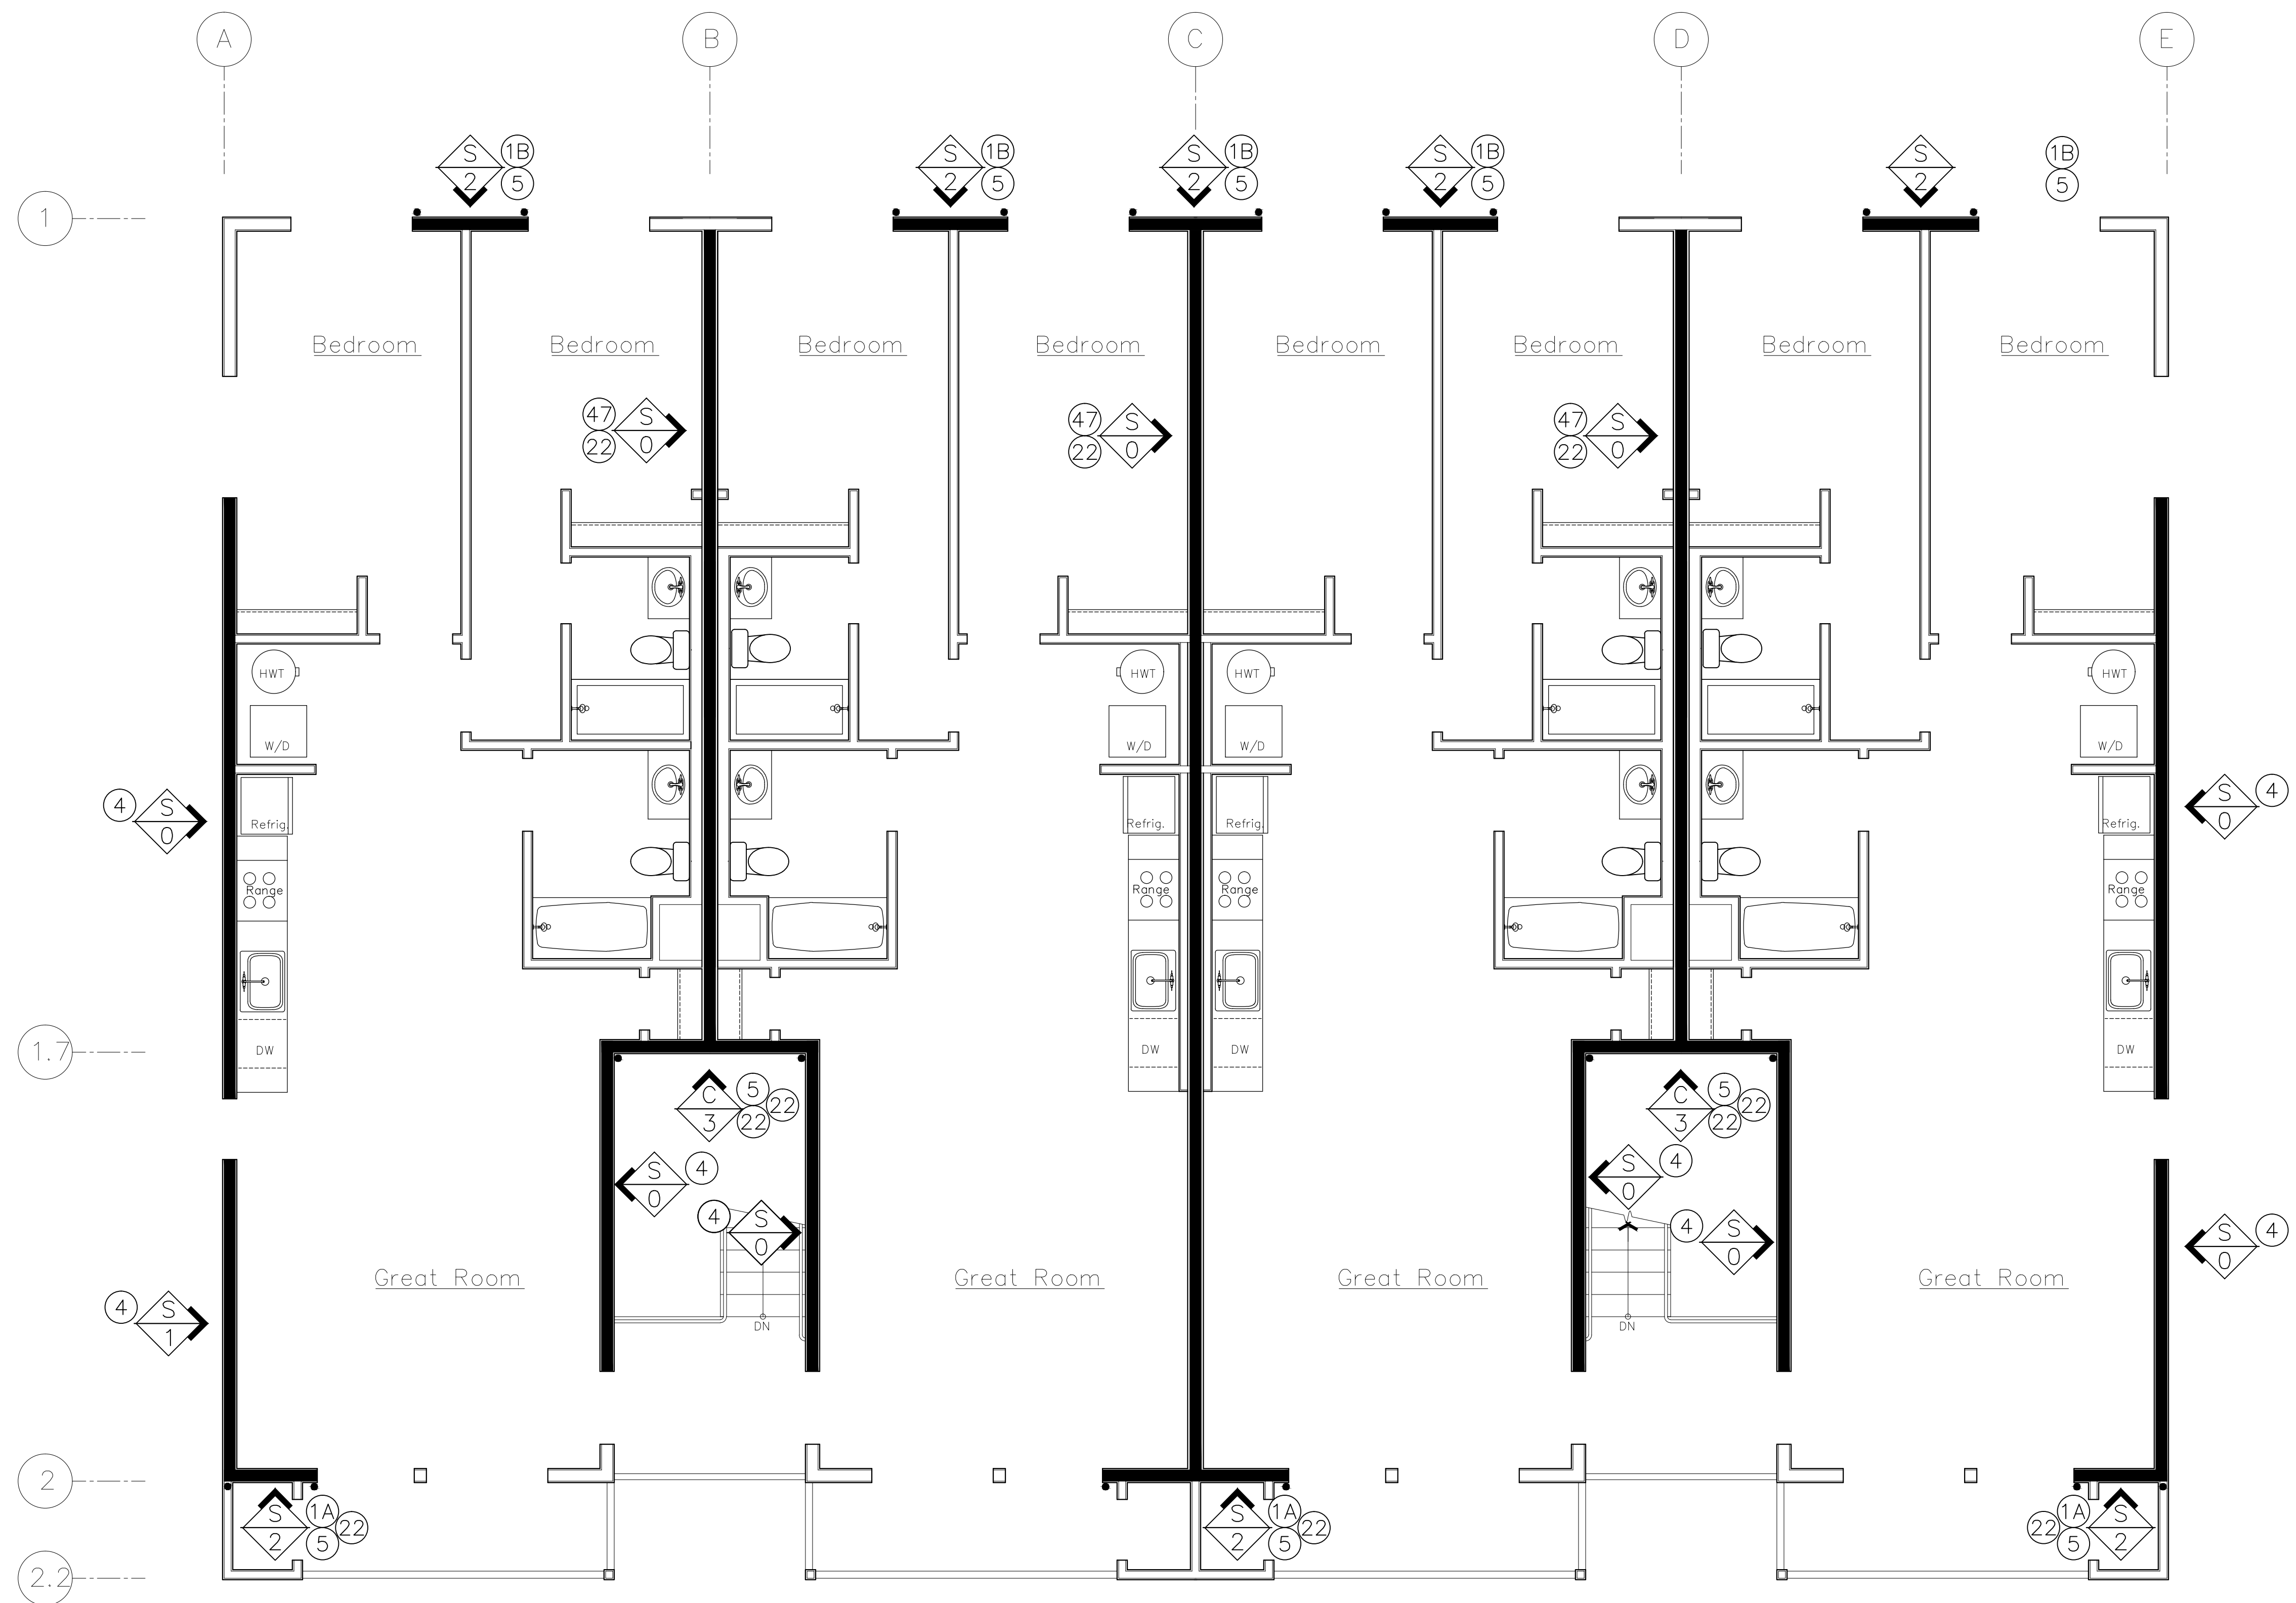 A B C D E
S 2 1B 5 S 2 1B 5 S 2 1B 5 S 2 1B 5 S 2 1B 5
1
Bedroom Bedroom Bedroom Bedroom Bedroom Bedroom Bedroom Bedroom
47 22 S 0 47 22 S 0 47 22 S 0
HWT HWT HWT HWT
W/D W/D W/D W/D
4 S 0 S 0 4
Refrig. Refrig. Refrig. Refrig.
Range Range Range Range
1.7
DW DW DW DW
C 3 5 22 22 C 3 5 22 22
S 0 4 S 0 4
4 S 0 4 S 0 S 0 4
Great Room Great Room Great Room Great Room
4 S 1
DN DN
2
S 2 1A 5 22 S 2 1A 5 22 22 1A 5 S 2
2.2